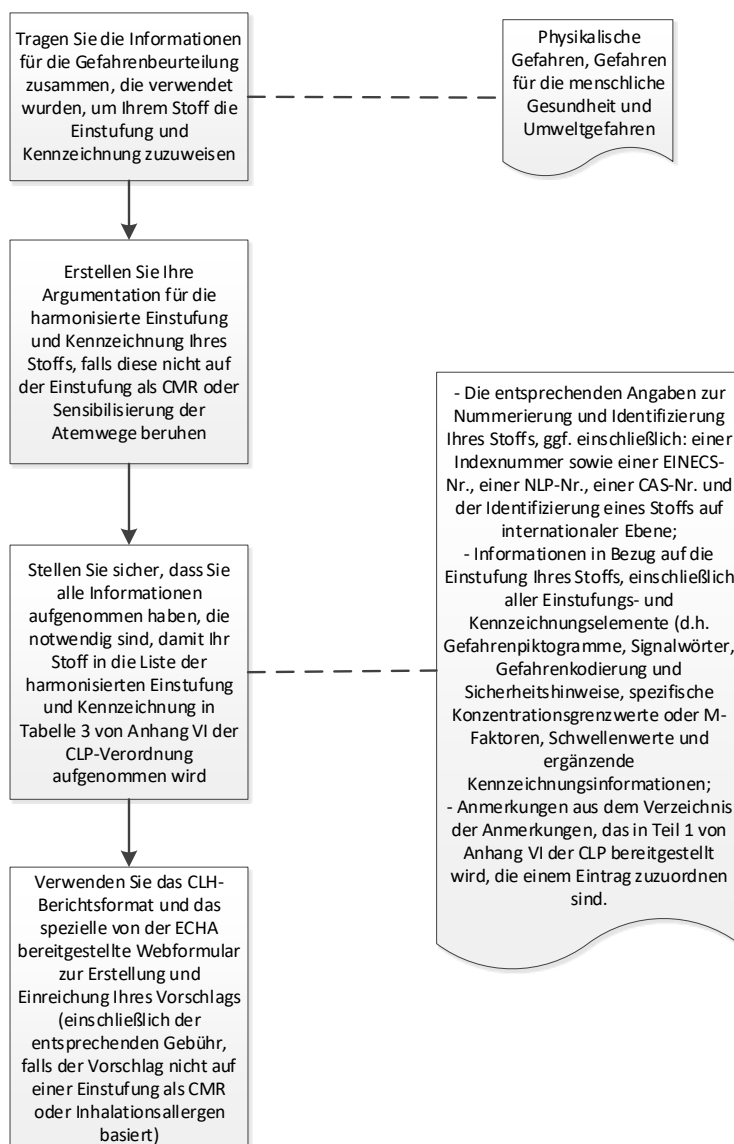 Tragen Sie die Informationen
für die Gefahrenbeurteilung
zusammen, die verwendet
wurden, um Ihrem Stoff die
Einstufung und
Kennzeichnung zuzuweisen
Physikalische
Gefahren, Gefahren
für die menschliche
Gesundheit und
Umweltgefahren
Erstellen Sie Ihre
Argumentation für die
harmonisierte Einstufung
und Kennzeichnung Ihres
Stoffs, falls diese nicht auf
der Einstufung als CMR oder
Sensibilisierung der
Atemwege beruhen
Stellen Sie sicher, dass Sie
alle Informationen
aufgenommen haben, die
notwendig sind, damit Ihr
Stoff in die Liste der
harmonisierten Einstufung
und Kennzeichnung in
Tabelle 3 von Anhang VI der
CLP-Verordnung
aufgenommen wird
- Die entsprechenden Angaben zur
Nummerierung und Identifizierung
Ihres Stoffs, ggf. einschließlich: einer
Indexnummer sowie einer EINECS-
Nr., einer NLP-Nr., einer CAS-Nr. und
der Identifizierung eines Stoffs auf
internationaler Ebene;
- Informationen in Bezug auf die
Einstufung Ihres Stoffs, einschließlich
aller Einstufungs- und
Kennzeichnungselemente (d.h.
Gefahrenpiktogramme, Signalwörter,
Gefahrenkodierung und
Sicherheitshinweise, spezifische
Konzentrationsgrenzwerte oder M-
Faktoren, Schwellenwerte und
ergänzende
Kennzeichnungsinformationen;
- Anmerkungen aus dem Verzeichnis
der Anmerkungen, das in Teil 1 von
Anhang VI der CLP bereitgestellt
wird, die einem Eintrag zuzuordnen
sind.
Verwenden Sie das CLH-
Berichtsformat und das
spezielle von der ECHA
bereitgestellte Webformular
zur Erstellung und
Einreichung Ihres Vorschlags
(einschließlich der
entsprechenden Gebühr,
falls der Vorschlag nicht auf
einer Einstufung als CMR
oder Inhalationsallergen
basiert)